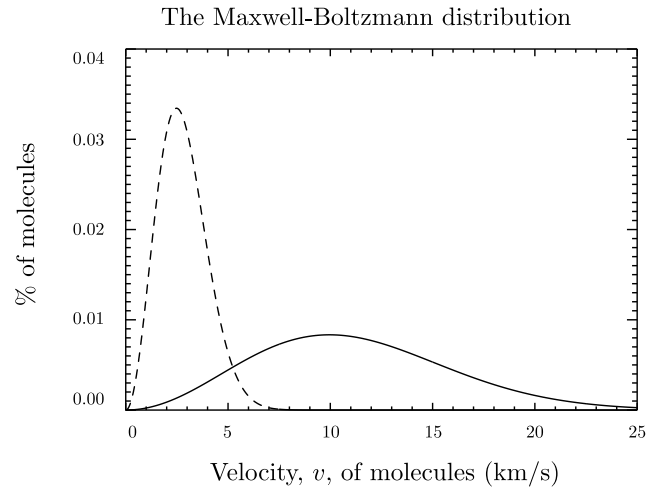 The Maxwell-Boltzmann distribution
0.04
0.03
0.02
0.01
0.00
% of molecules
0 5 10 15 20 25
Velocity, v, of molecules (km/s)